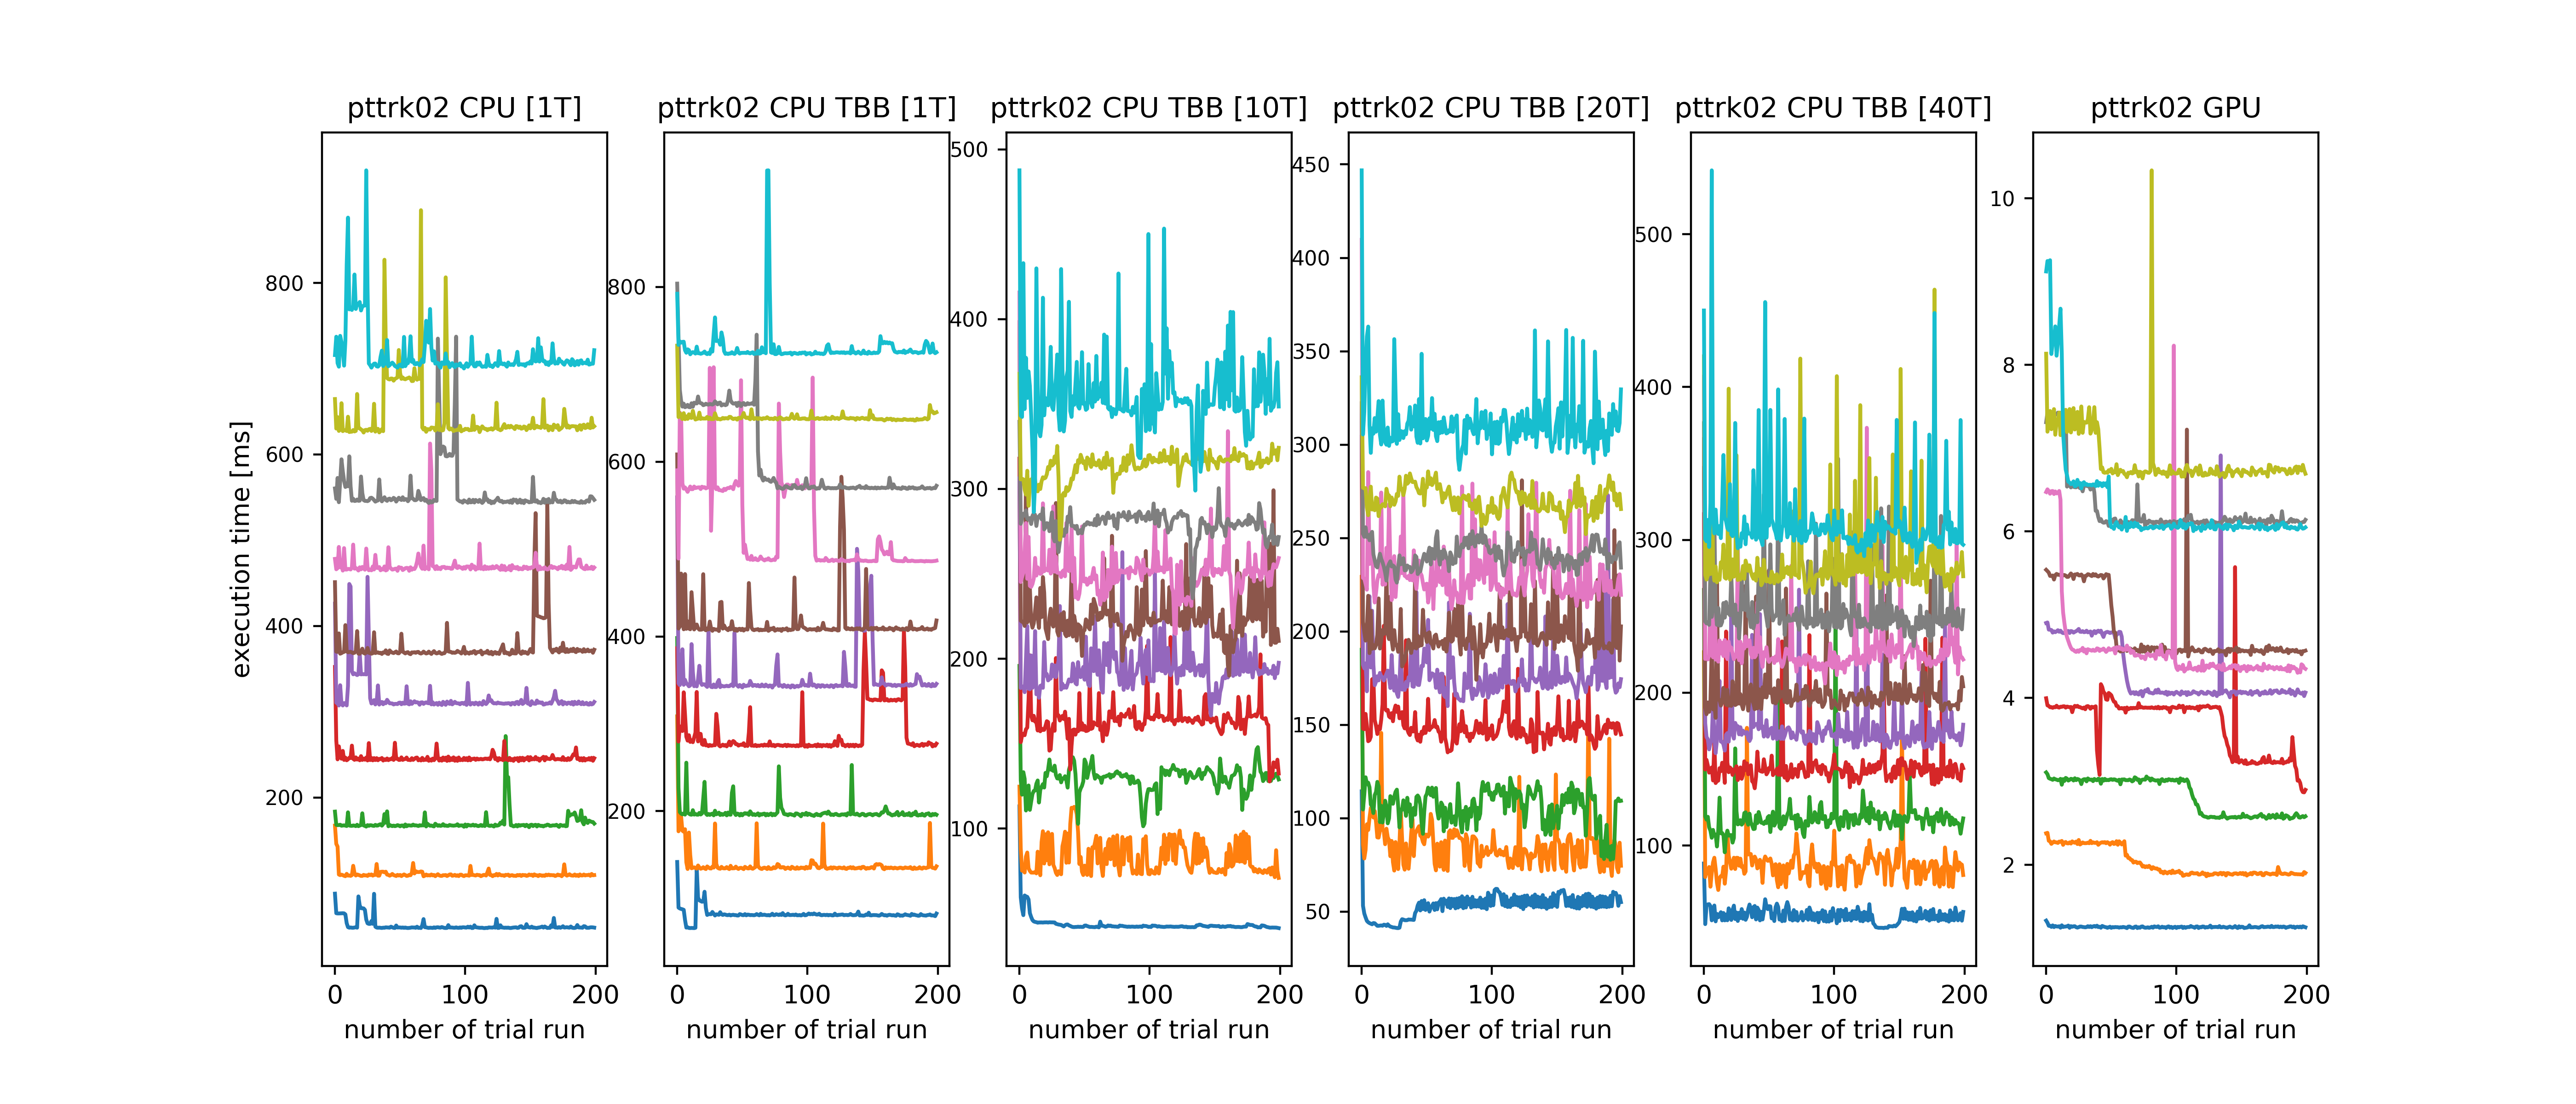 pttrk02 CPU [1T]
pttrk02 CPU TBB [1T]
pttrk02 CPU TBB [10T]
pttrk02 CPU TBB [20T]
pttrk02 CPU TBB [40T]
pttrk02 GPU
execution time [ms]
800
600
400
200
0 100 200
number of trial run
800
600
400
200
0 100 200
number of trial run
500
400
300
200
100
0 100 200
number of trial run
450
400
350
300
250
200
150
100
50
0 100 200
number of trial run
500
400
300
200
100
0 100 200
number of trial run
10
8
6
4
2
0 100 200
number of trial run